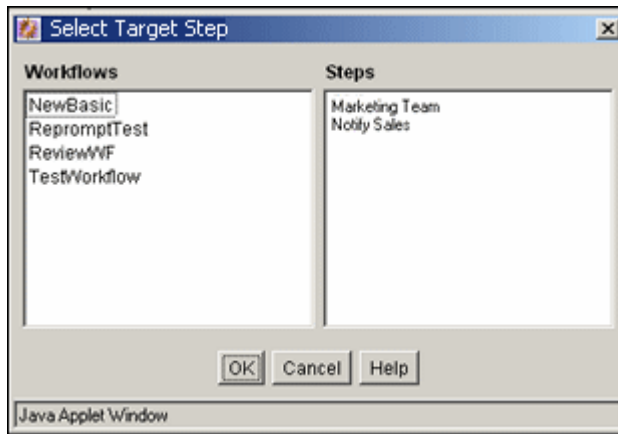 Select Target Step
Workflows
Steps
NewBasic
RepromptTest
ReviewWF
TestWorkflow
Marketing Team
Notify Sales
OK
Cancel
Help
Java Applet Window